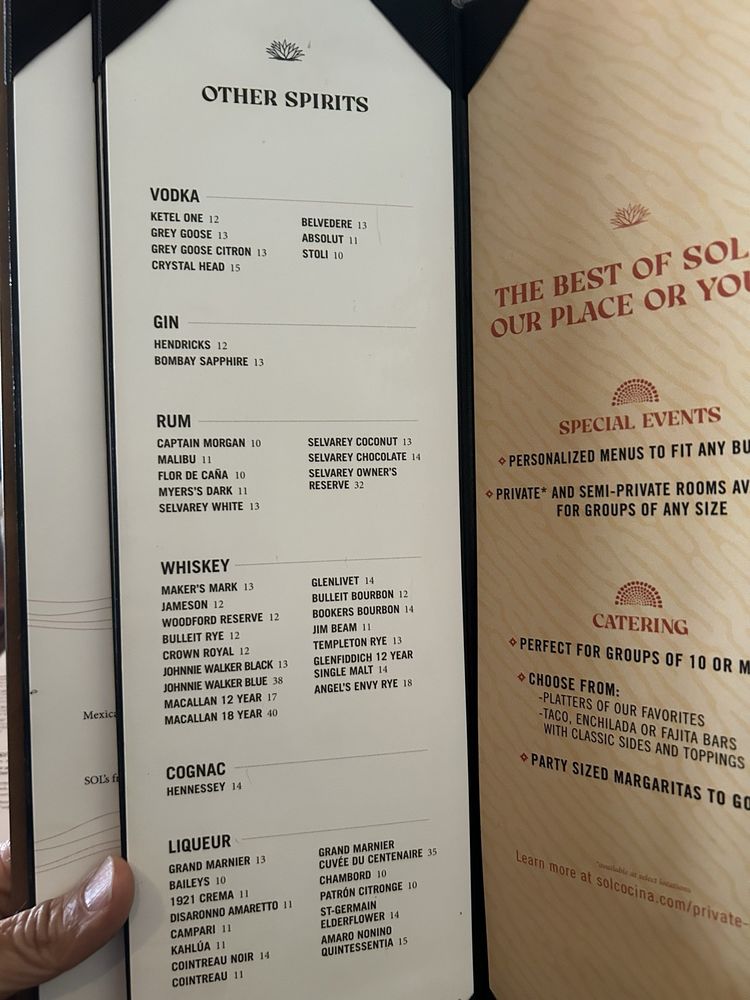 OTHER SPIRITS
VODKA
KETEL ONE 12
GREY GOOSE 13
GREY GOOSE CITRON 13
CRYSTAL HEAD 15
BELVEDERE 13
ABSOLUT 11
STOLI 10
GIN
HENDRICKS 12
BOMBAY SAPPHIRE 13
RUM
CAPTAIN MORGAN 10
MALIBU 11
FLOR DE CAÑA 10
MYERS'S DARK 11
SELVAREY WHITE 13
SELVAREY COCONUT 13
SELVAREY CHOCOLATE 14
SELVAREY OWNER'S
RESERVE 32
WHISKEY
MAKER'S MARK 13
JAMESON 12
WOODFORD RESERVE 12
BULLEIT RYE 12
CROWN ROYAL 12
JOHNNIE WALKER BLACK 13
JOHNNIE WALKER BLUE 38
MACALLAN 12 YEAR 17
MACALLAN 18 YEAR 40
GLENLIVET 14
BULLEIT BOURBON 12
BOOKERS BOURBON 14
JIM BEAM 11
TEMPLETON RYE 13
GLENFIDDICH 12 YEAR
SINGLE MALT 14
ANGEL'S ENVY RYE 18
COGNAC
HENNESSEY 14
LIQUEUR
GRAND MARNIER 13
BAILEYS 10
1921 CREMA 11
DISARONNO AMARETTO 11
CAMPARI 11
KAHLÚA 11
COINTREAU NOIR 14
COINTREAU 11
GRAND MARNIER
CUVÉE DU CENTENAIRE 35
CHAMBORD 10
PATRÓN CITRONGE 10
ST-GERMAIN
ELDERFLOWER 14
AMARO NONINO
QUINTESSENTIA 15
Mexica
SOL's f
THE BEST OF SOL
OUR PLACE OR YOU
SPECIAL EVENTS
PERSONALIZED MENUS TO FIT ANY BU
PRIVATE* AND SEMI-PRIVATE ROOMS AV
FOR GROUPS OF ANY SIZE
CATERING
PERFECT FOR GROUPS OF 10 OR M
CHOOSE FROM:
-PLATTERS OF OUR FAVORITES
-TACO, ENCHILADA OR FAJITA BARS
WITH CLASSIC SIDES AND TOPPINGS
PARTY SIZED MARGARITAS TO GO
*available at select locations
Learn more at solcocina.com/private-